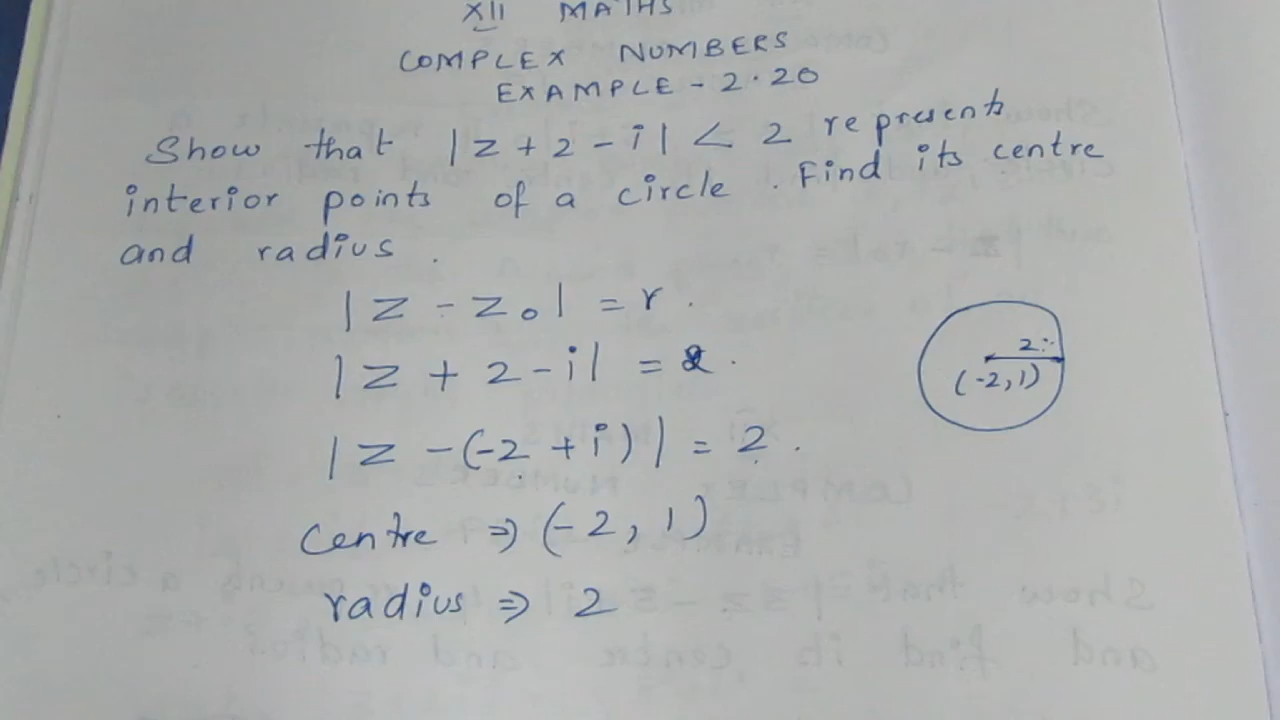 XII MATHS
COMPLEX NUMBERS
EXAMPLE - 2.20
Show that |z + 2 - i| < 2 represents
interior points of a circle. Find its centre
and radius.
|z - z₀| = r.
|z + 2 - i| = 2.
|z - (-2 + i)| = 2.
centre ⇒ (-2, 1)
radius ⇒ 2
2
(-2, 1)